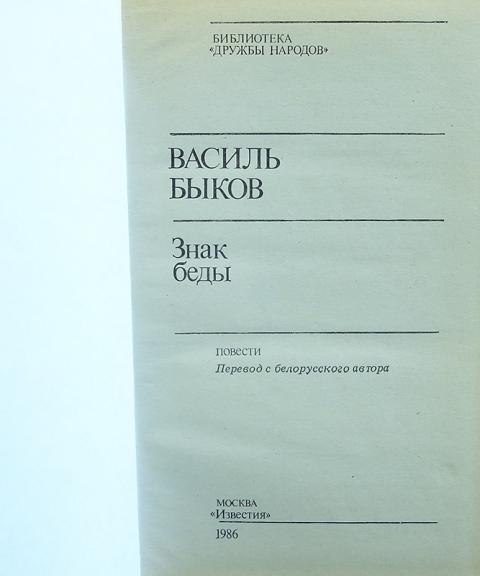 БИБЛИОТЕКА
«ДРУЖБЫ НАРОДОВ»
ВАСИЛЬ
БЫКОВ
Знак
беды
ПОВЕСТИ
Перевод с белорусского автора
МОСКВА
«Известия»
1986